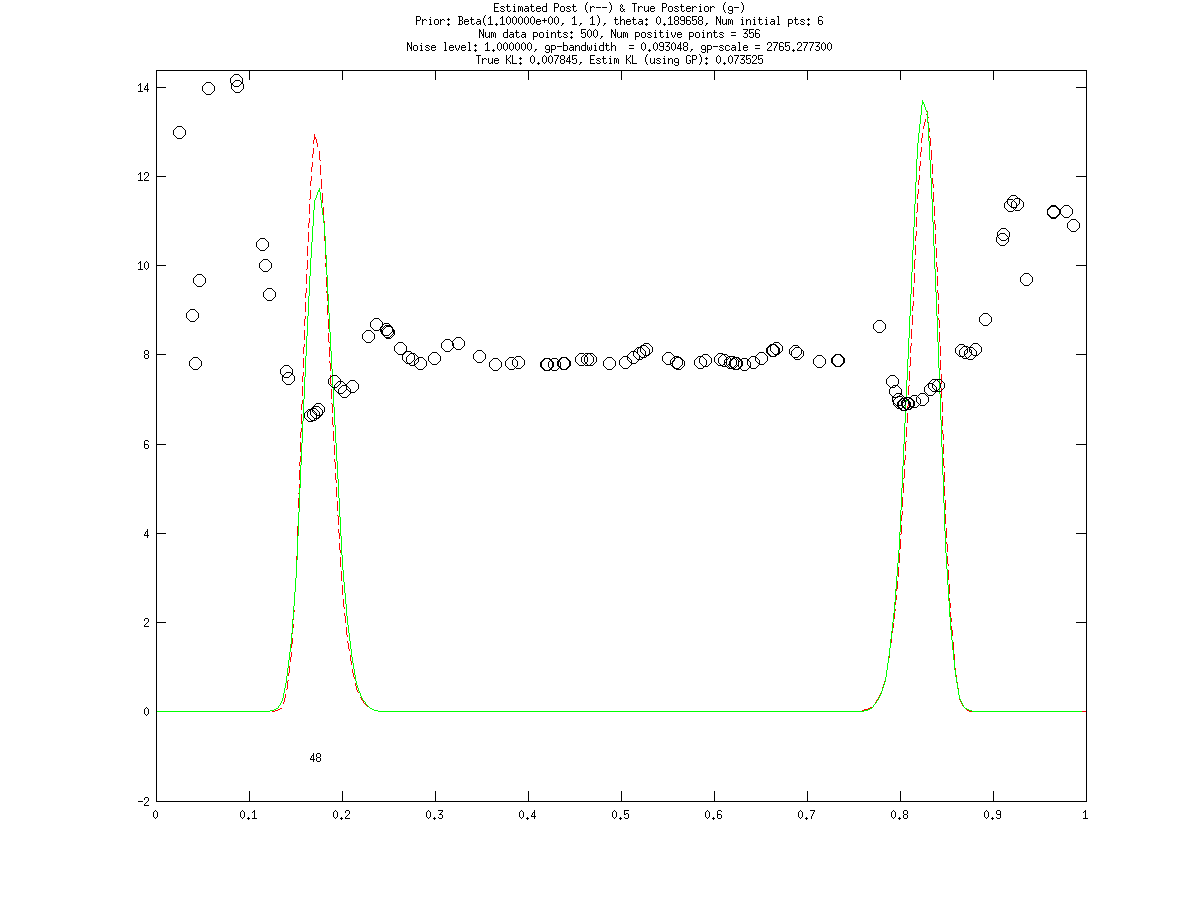 Estimated Post (r--) & True Posterior (g-)
Prior: Beta(1.100000e+00, 1, 1), theta: 0.189658, Num initial pts: 6
Num data points: 500, Num positive points = 356
Noise level: 1.000000, gp-bandwidth  = 0.093048, gp-scale = 2765.277300
True KL: 0.007845, Estim KL (using GP): 0.073525
14
12
10
8
6
4
2
0
48
-2
0 0.1 0.2 0.3 0.4 0.5 0.6 0.7 0.8 0.9 1